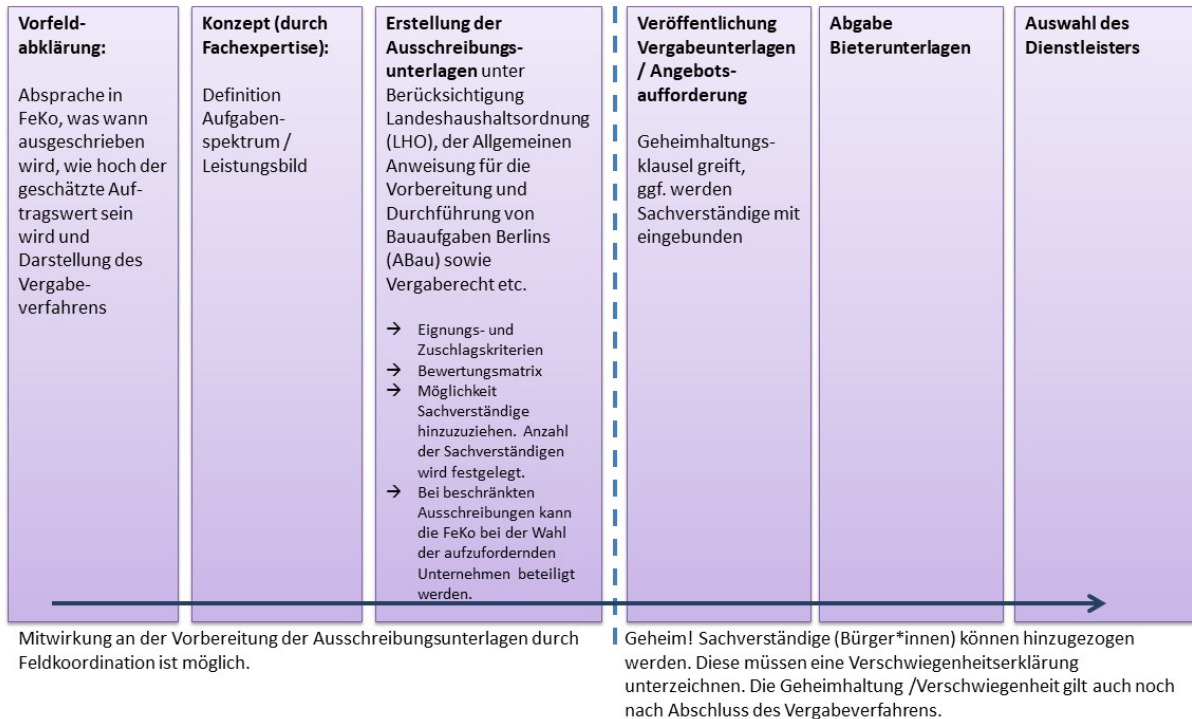 Vorfeld-
abklärung:
Absprache in
FeKo, was wann
ausgeschrieben
wird, wie hoch der
geschätzte Auf-
tragswert sein
wird und
Darstellung des
Vergabe-
verfahrens
Konzept (durch
Fachexpertise):
Definition
Aufgaben-
spektrum /
Leistungsbild
Erstellung der
Ausschreibungs-
unterlagen unter
Berücksichtigung
Landeshaushaltsordnung
(LHO), der Allgemeinen
Anweisung für die
Vorbereitung und
Durchführung von
Bauaufgaben Berlins
(ABau) sowie
Vergaberecht etc.
→ Eignungs- und
Zuschlagskriterien
→ Bewertungsmatrix
→ Möglichkeit
Sachverständige
hinzuzuziehen. Anzahl
der Sachverständigen
wird festgelegt.
→ Bei beschränkten
Ausschreibungen kann
die FeKo bei der Wahl
der aufzufordernden
Unternehmen beteiligt
werden.
Veröffentlichung
Vergabeunterlagen
/ Angebots-
aufforderung
Geheimhaltungs-
klausel greift,
ggf. werden
Sachverständige mit
eingebunden
Abgabe
Bieterunterlagen
Auswahl des
Dienstleisters
Mitwirkung an der Vorbereitung der Ausschreibungsunterlagen durch
Feldkoordination ist möglich.
Geheim! Sachverständige (Bürger*innen) können hinzugezogen
werden. Diese müssen eine Verschwiegenheitserklärung
unterzeichnen. Die Geheimhaltung /Verschwiegenheit gilt auch noch
nach Abschluss des Vergabeverfahrens.